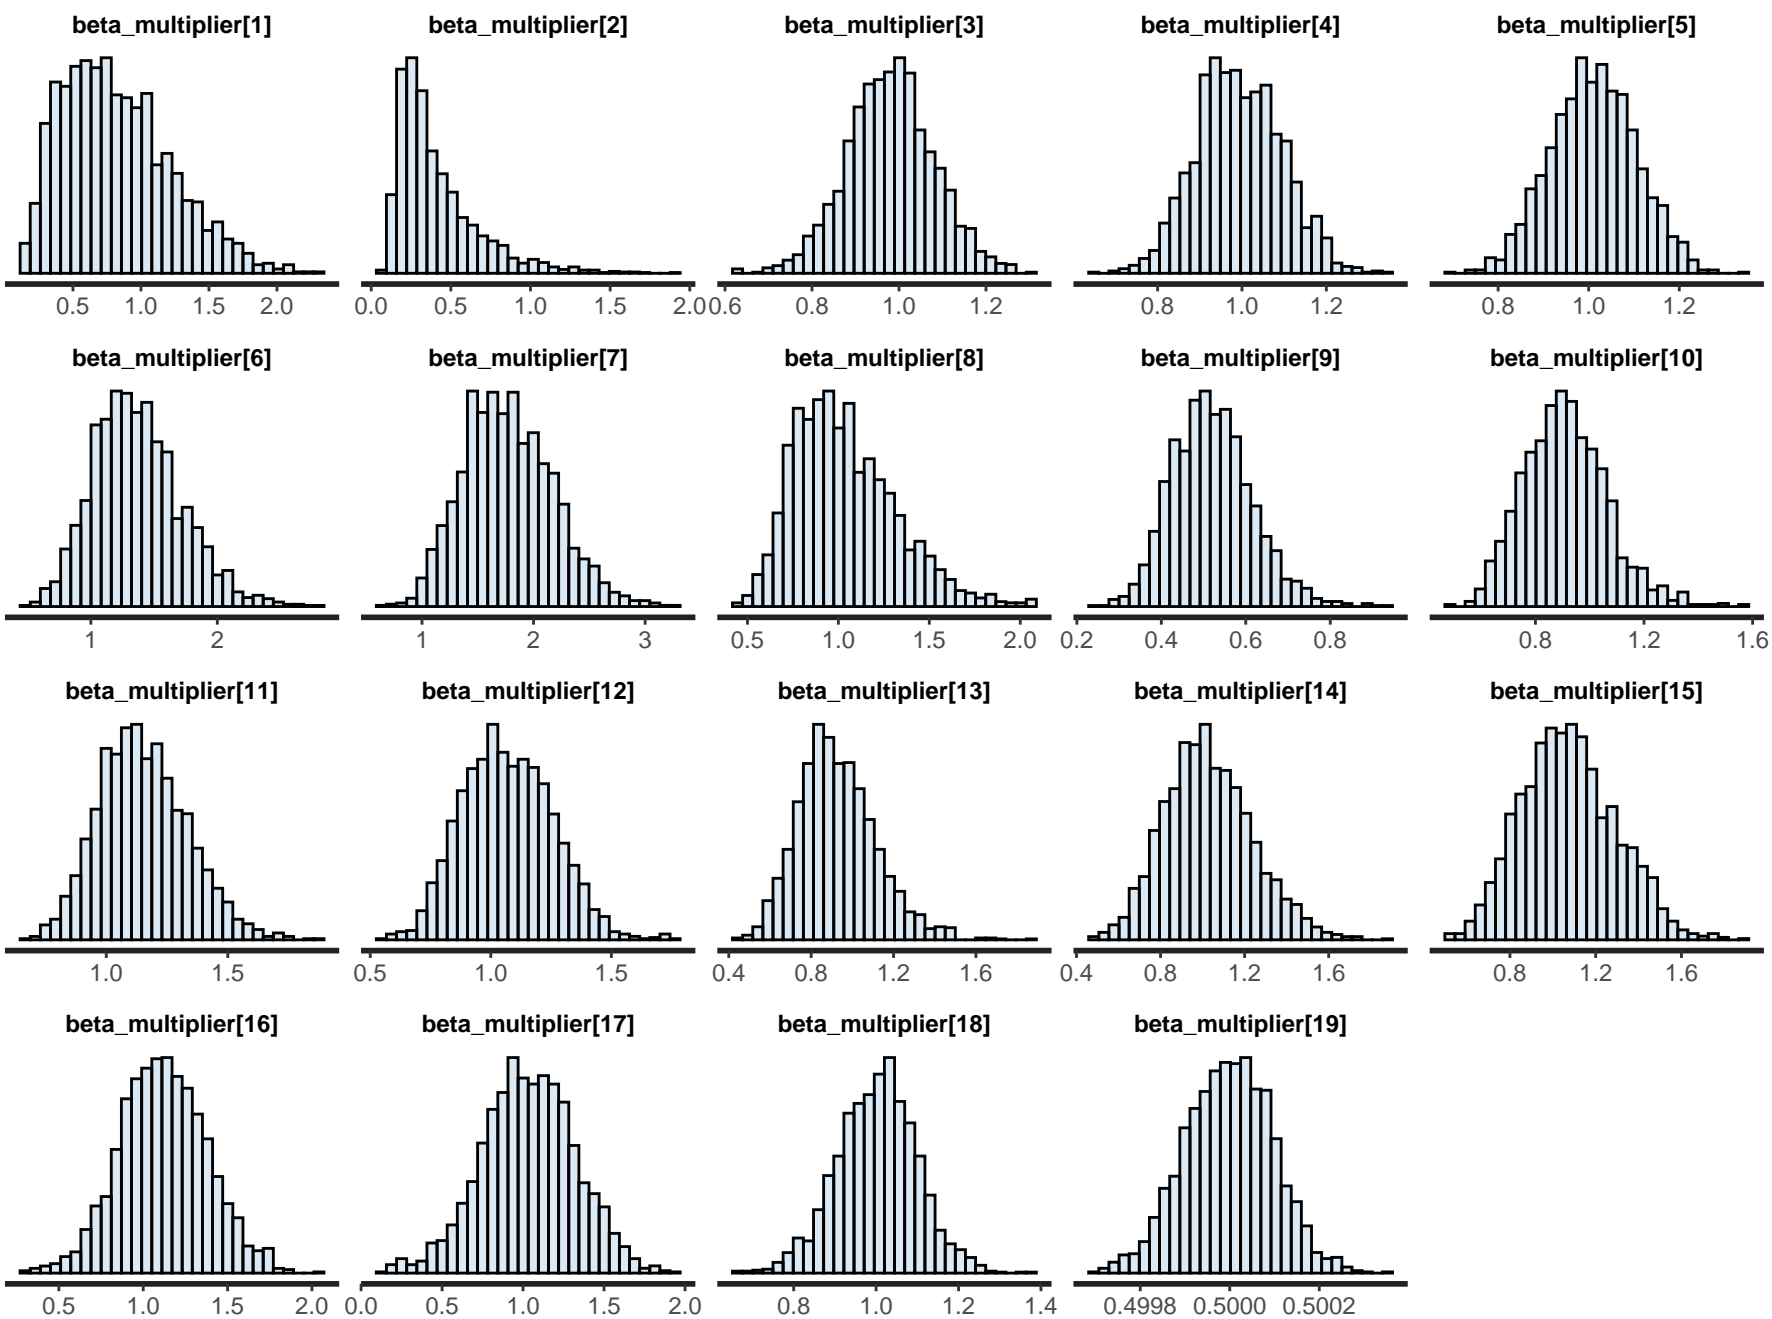 beta_multiplier[1] beta_multiplier[2] beta_multiplier[3] beta_multiplier[4] beta_multiplier[5]
0.5 1.0 1.5 2.0 0.0 0.5 1.0 1.5 2.0 0.6 0.8 1.0 1.2 0.8 1.0 1.2 0.8 1.0 1.2
beta_multiplier[6] beta_multiplier[7] beta_multiplier[8] beta_multiplier[9] beta_multiplier[10]
1 2 1 2 3 0.5 1.0 1.5 2.0 0.2 0.4 0.6 0.8 0.8 1.2 1.6
beta_multiplier[11] beta_multiplier[12] beta_multiplier[13] beta_multiplier[14] beta_multiplier[15]
1.0 1.5 0.5 1.0 1.5 0.4 0.8 1.2 1.6 0.4 0.8 1.2 1.6 0.8 1.2 1.6
beta_multiplier[16] beta_multiplier[17] beta_multiplier[18] beta_multiplier[19]
0.5 1.0 1.5 2.0 0.0 0.5 1.0 1.5 2.0 0.8 1.0 1.2 1.4 0.4998 0.5000 0.5002